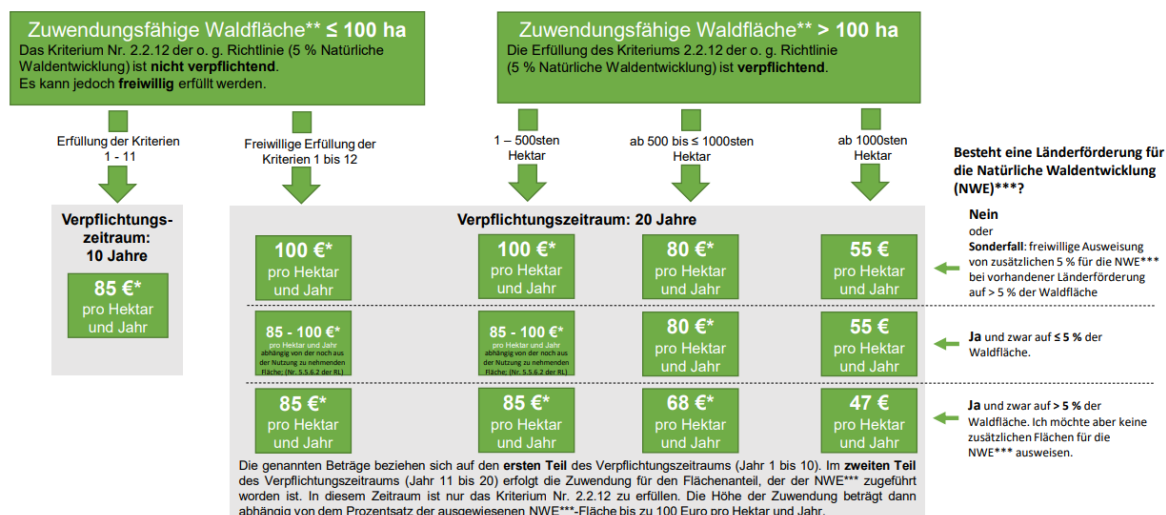 Zuwendungsfähige Waldfläche** ≤ 100 ha
Das Kriterium Nr. 2.2.12 der o. g. Richtlinie (5 % Natürliche
Waldentwicklung) ist nicht verpflichtend.
Es kann jedoch freiwillig erfüllt werden.
Zuwendungsfähige Waldfläche** > 100 ha
Die Erfüllung des Kriteriums 2.2.12 der o. g. Richtlinie
(5 % Natürliche Waldentwicklung) ist verpflichtend.
Erfüllung der Kriterien
1 - 11
Freiwillige Erfüllung der
Kriterien 1 bis 12
1 – 500sten
Hektar
ab 500 bis ≤ 1000sten
Hektar
ab 1000sten
Hektar
Besteht eine Länderförderung für
die Natürliche Waldentwicklung
(NWE)***?
Verpflichtungs-
zeitraum:
10 Jahre
85 €*
pro Hektar
und Jahr
Verpflichtungszeitraum: 20 Jahre
100 €*
pro Hektar
und Jahr
100 €*
pro Hektar
und Jahr
80 €*
pro Hektar
und Jahr
55 €
pro Hektar
und Jahr
Nein
oder
Sonderfall: freiwillige Ausweisung
von zusätzlichen 5 % für die NWE***
bei vorhandener Länderförderung
auf > 5 % der Waldfläche
85 - 100 €*
pro Hektar und Jahr
abhängig von der noch aus
der Nutzung zu nehmenden
Fläche; (Nr. 5.5.6.2 der RL)
85 - 100 €*
pro Hektar und Jahr
abhängig von der noch aus
der Nutzung zu nehmenden
Fläche; (Nr. 5.5.6.2 der RL)
80 €*
pro Hektar
und Jahr
55 €
pro Hektar
und Jahr
Ja und zwar auf ≤ 5 % der
Waldfläche.
85 €*
pro Hektar
und Jahr
85 €*
pro Hektar
und Jahr
68 €*
pro Hektar
und Jahr
47 €
pro Hektar
und Jahr
Ja und zwar auf > 5 % der
Waldfläche. Ich möchte aber keine
zusätzlichen Flächen für die
NWE*** ausweisen.
Die genannten Beträge beziehen sich auf den ersten Teil des Verpflichtungszeitraums (Jahr 1 bis 10). Im zweiten Teil
des Verpflichtungszeitraums (Jahr 11 bis 20) erfolgt die Zuwendung für den Flächenanteil, der der NWE*** zugeführt
worden ist. In diesem Zeitraum ist nur das Kriterium Nr. 2.2.12 zu erfüllen. Die Höhe der Zuwendung beträgt dann
abhängig von dem Prozentsatz der ausgewiesenen NWE***-Fläche bis zu 100 Euro pro Hektar und Jahr.